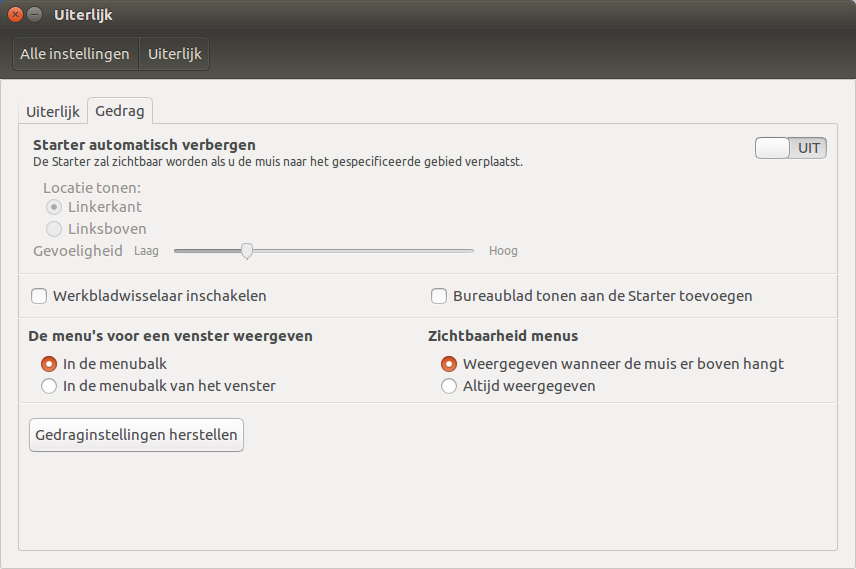 Uiterlijk
Alle instellingen Uiterlijk
Uiterlijk Gedrag
Starter automatisch verbergen
UIT
De Starter zal zichtbaar worden als u de muis naar het gespecificeerde gebied verplaatst.
Locatie tonen:
Linkerkant
Linksboven
Gevoeligheid Laag Hoog
Werkbladwisselaar inschakelen Bureaublad tonen aan de Starter toevoegen
De menu's voor een venster weergeven
In de menubalk
In de menubalk van het venster
Zichtbaarheid menus
Weergegeven wanneer de muis er boven hangt
Altijd weergegeven
Gedraginstellingen herstellen